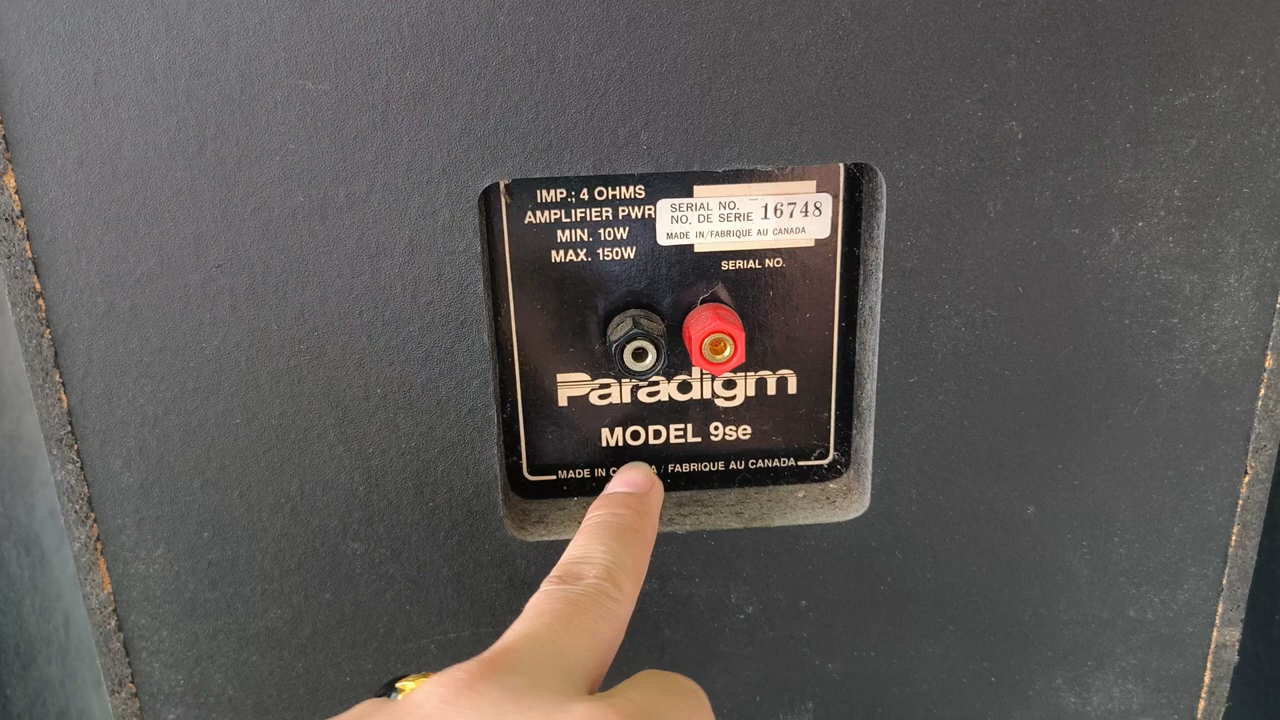 IMP.; 4 OHMS
AMPLIFIER PWR
MIN. 10W
MAX. 150W
SERIAL NO.
NO. DE SERIE 16748
MADE IN/FABRIQUE AU CANADA
SERIAL NO.
Paradigm
MODEL 9se
MADE IN / FABRIQUE AU CANADA